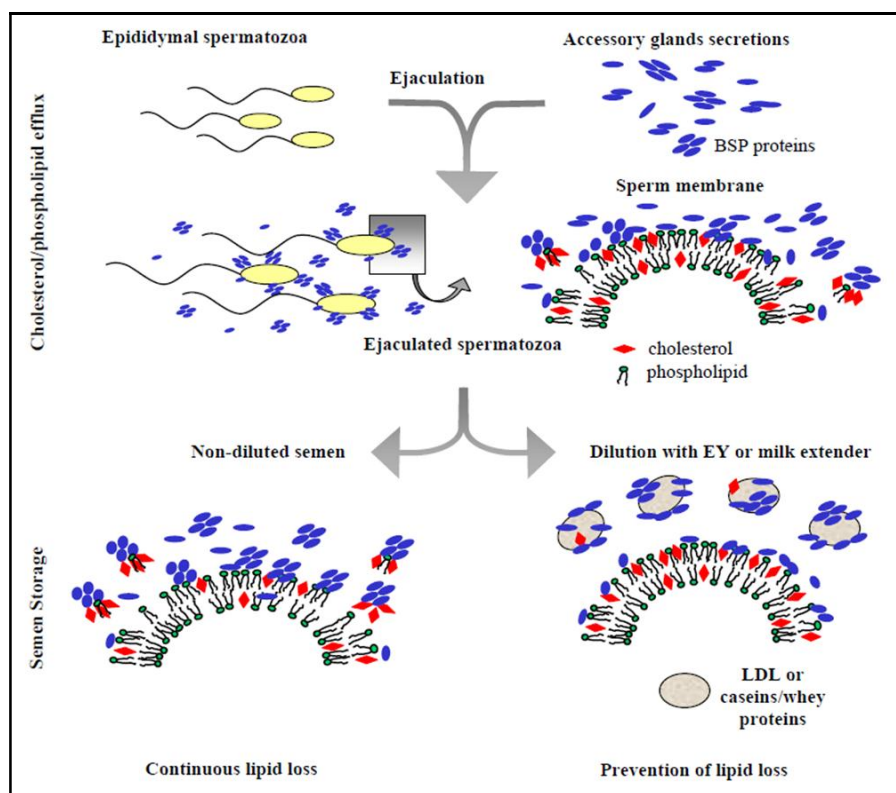 Epididymal spermatozoa
Accessory glands secretions
Ejaculation
BSP proteins
Cholesterol/phospholipid efflux
Sperm membrane
Ejaculated spermatozoa
cholesterol
phospholipid
Non-diluted semen
Dilution with EY or milk extender
Semen Storage
LDL or
caseins/whey
proteins
Continuous lipid loss
Prevention of lipid loss